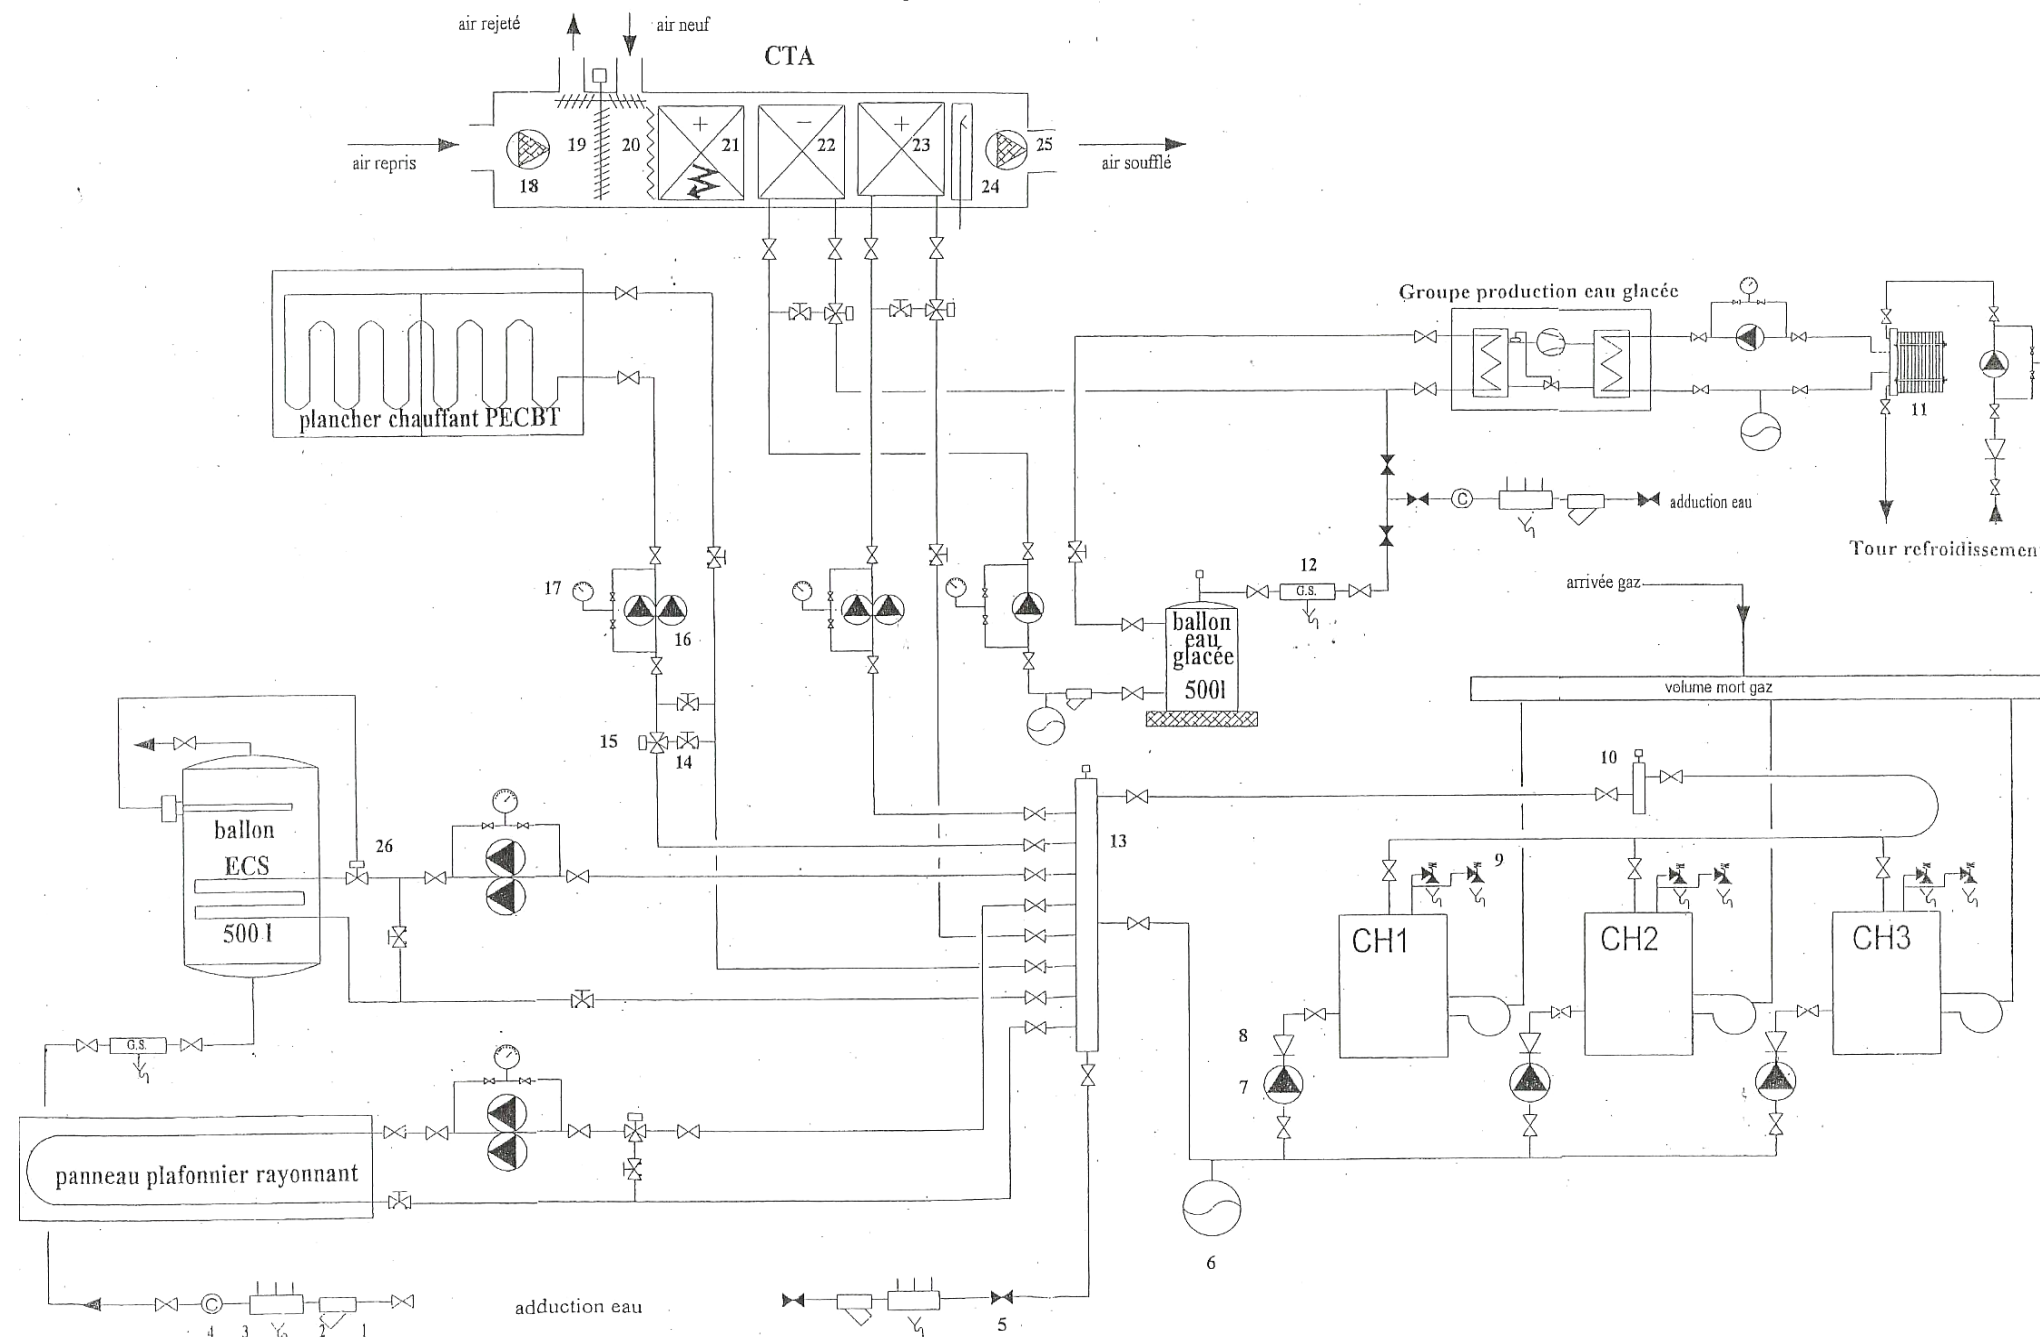 air rejeté
air neuf
CTA
air repris
18
19
20
+
21
−
22
+
23
24
25
air soufflé
Groupe production eau glacée
11
plancher chauffant PECBT
C
adduction eau
Tour refroidissemen
12
G.S.
arrivée gaz
17
16
ballon
eau
glacée
500l
volume mort gaz
15
14
10
13
ballon
ECS
500 l
26
9
CH1
CH2
CH3
G.S.
8
7
panneau plafonnier rayonnant
6
C
4
3
2
1
adduction eau
5